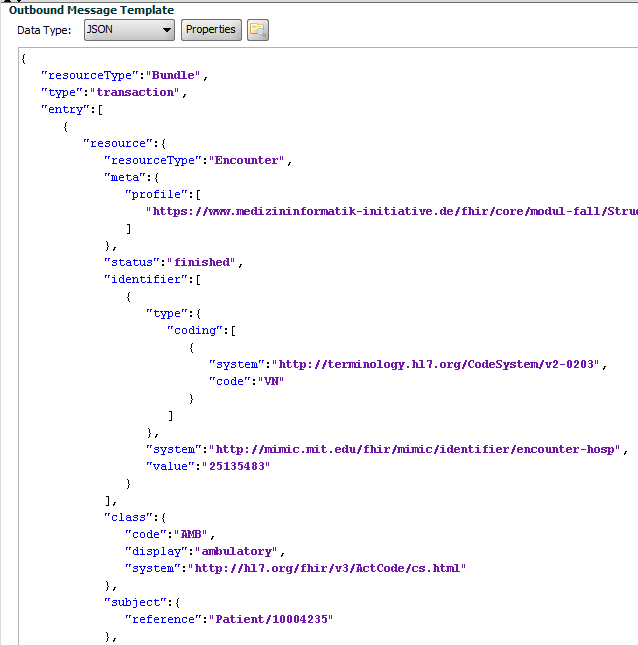 Outbound Message Template
Data Type: JSON Properties
{
"resourceType":"Bundle",
"type":"transaction",
"entry":[
{
"resource":{
"resourceType":"Encounter",
"meta":{
"profile":[
"https://www.medizininformatik-initiative.de/fhir/core/modul-fall/Stru
]
},
"status":"finished",
"identifier":[
{
"type":{
"coding":[
{
"system":"http://terminology.hl7.org/CodeSystem/v2-0203",
"code":"VN"
}
]
},
"system":"http://mimic.mit.edu/fhir/mimic/identifier/encounter-hosp",
"value":"25135483"
}
],
"class":{
"code":"AMB",
"display":"ambulatory",
"system":"http://hl7.org/fhir/v3/ActCode/cs.html"
},
"subject":{
"reference":"Patient/10004235"
},